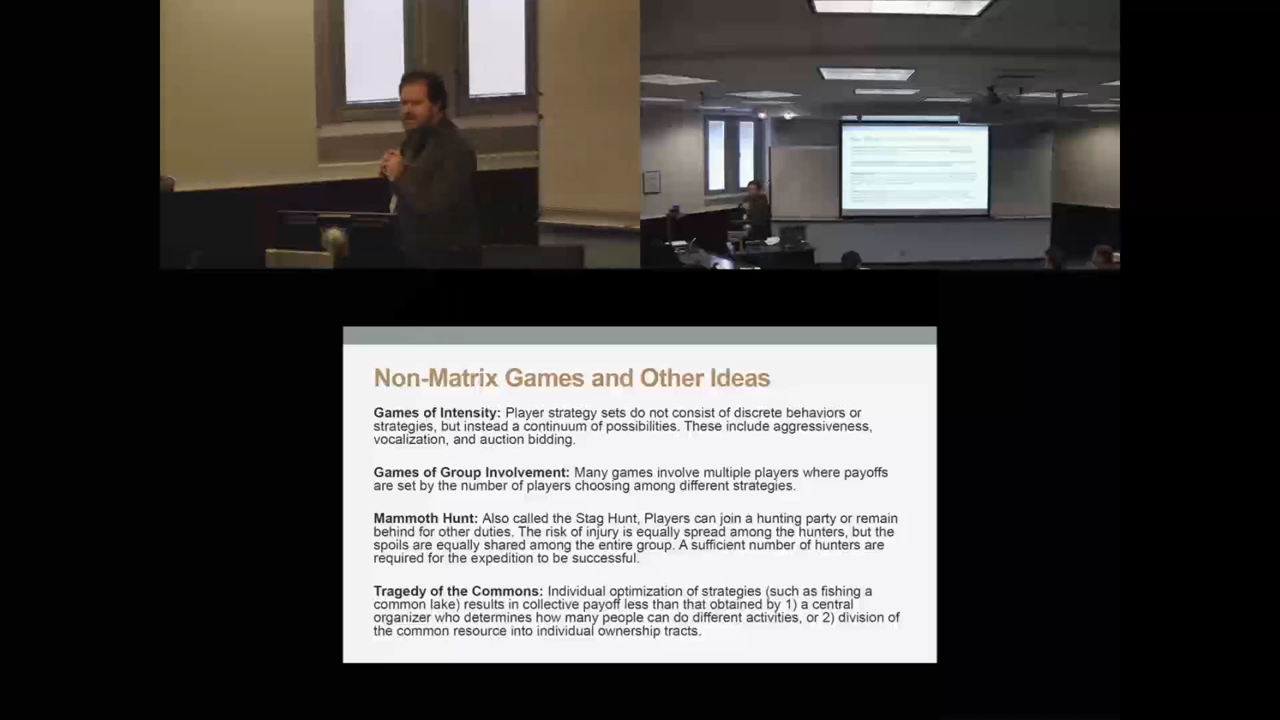 Non-Matrix Games and Other Ideas
Games of Intensity: Player strategy sets do not consist of discrete behaviors or
strategies, but instead a continuum of possibilities. These include aggressiveness,
vocalization, and auction bidding.
Games of Group Involvement: Many games involve multiple players where payoffs
are set by the number of players choosing among different strategies.
Mammoth Hunt: Also called the Stag Hunt, Players can join a hunting party or remain
behind for other duties. The risk of injury is equally spread among the hunters, but the
spoils are equally shared among the entire group. A sufficient number of hunters are
required for the expedition to be successful.
Tragedy of the Commons: Individual optimization of strategies (such as fishing a
common lake) results in collective payoff less than that obtained by 1) a central
organizer who determines how many people can do different activities, or 2) division of
the common resource into individual ownership tracts.